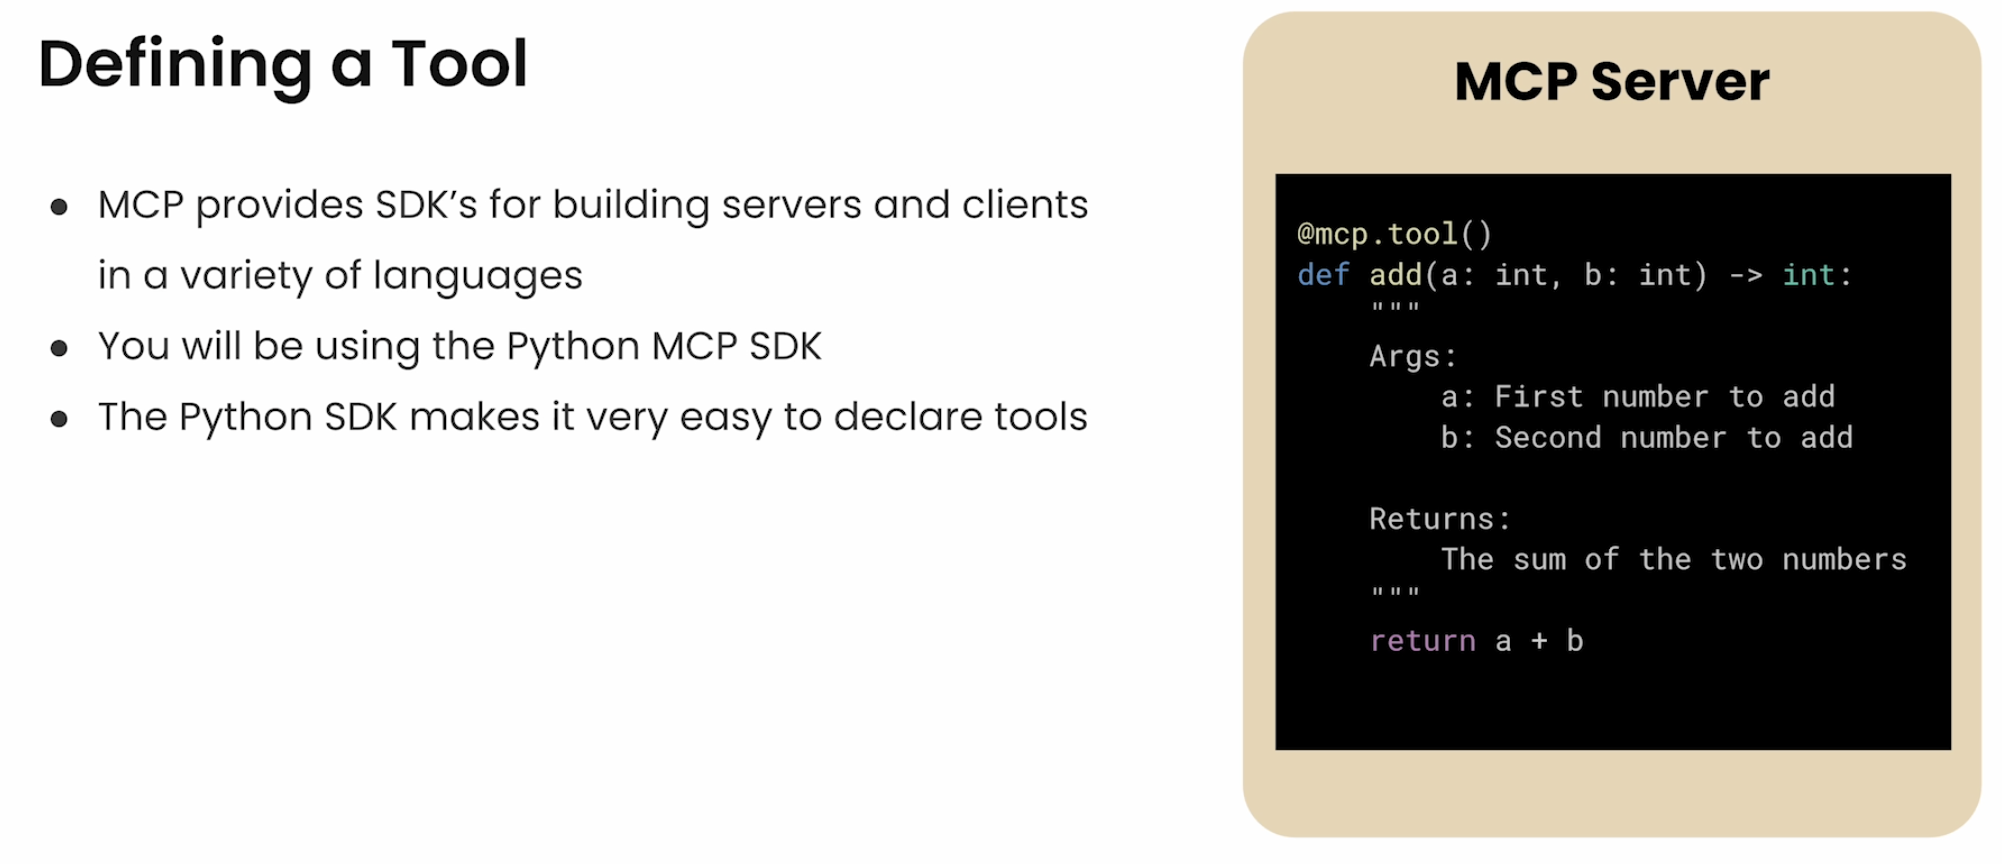 Defining a Tool
● MCP provides SDK’s for building servers and clients
in a variety of languages
● You will be using the Python MCP SDK
● The Python SDK makes it very easy to declare tools
MCP Server
@mcp.tool()
def add(a: int, b: int) -> int:
    """
    Args:
        a: First number to add
        b: Second number to add

    Returns:
        The sum of the two numbers
    """
    return a + b